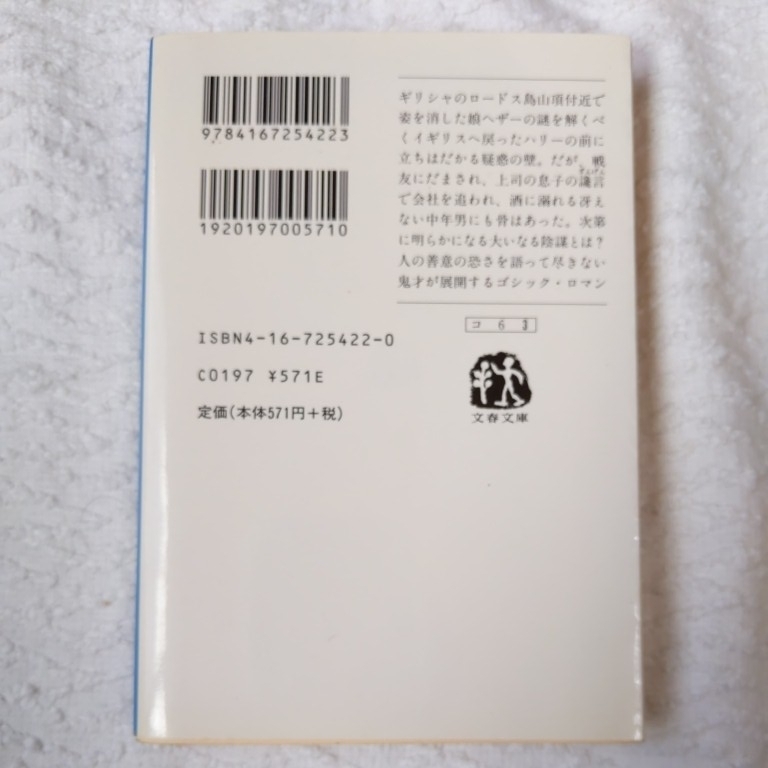 9784167254223
1920197005710
ギリシャのロードス島山頂付近で
姿を消した娘ヘザーの謎を解くべ
くイギリスへ戻ったハリーの前に
立ちはだかる疑惑の壁。だが、戦
友にだまされ、上司の息子の讒言
ざんげん
で会社を追われ、酒に溺れる冴え
ない中年男にも骨はあった。次第
に明らかになる大いなる陰謀とは？
人の善意の恐さを語って尽きない
鬼才が展開するゴシック・ロマン
コ 6 3
文春文庫
ISBN4-16-725422-0
C0197 ¥571E
定価(本体571円+税)